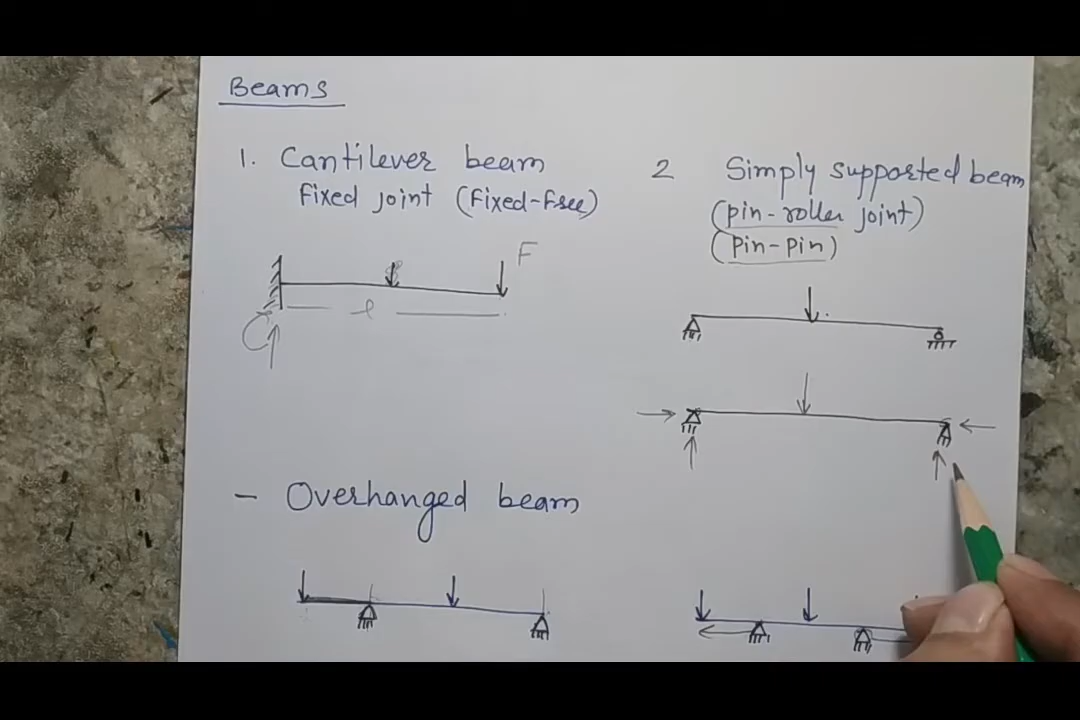 Beams
1. Cantilever beam
fixed joint (Fixed-free)
F
l
2 Simply supported beam
(pin-roller joint)
(pin-pin)
- Overhanged beam